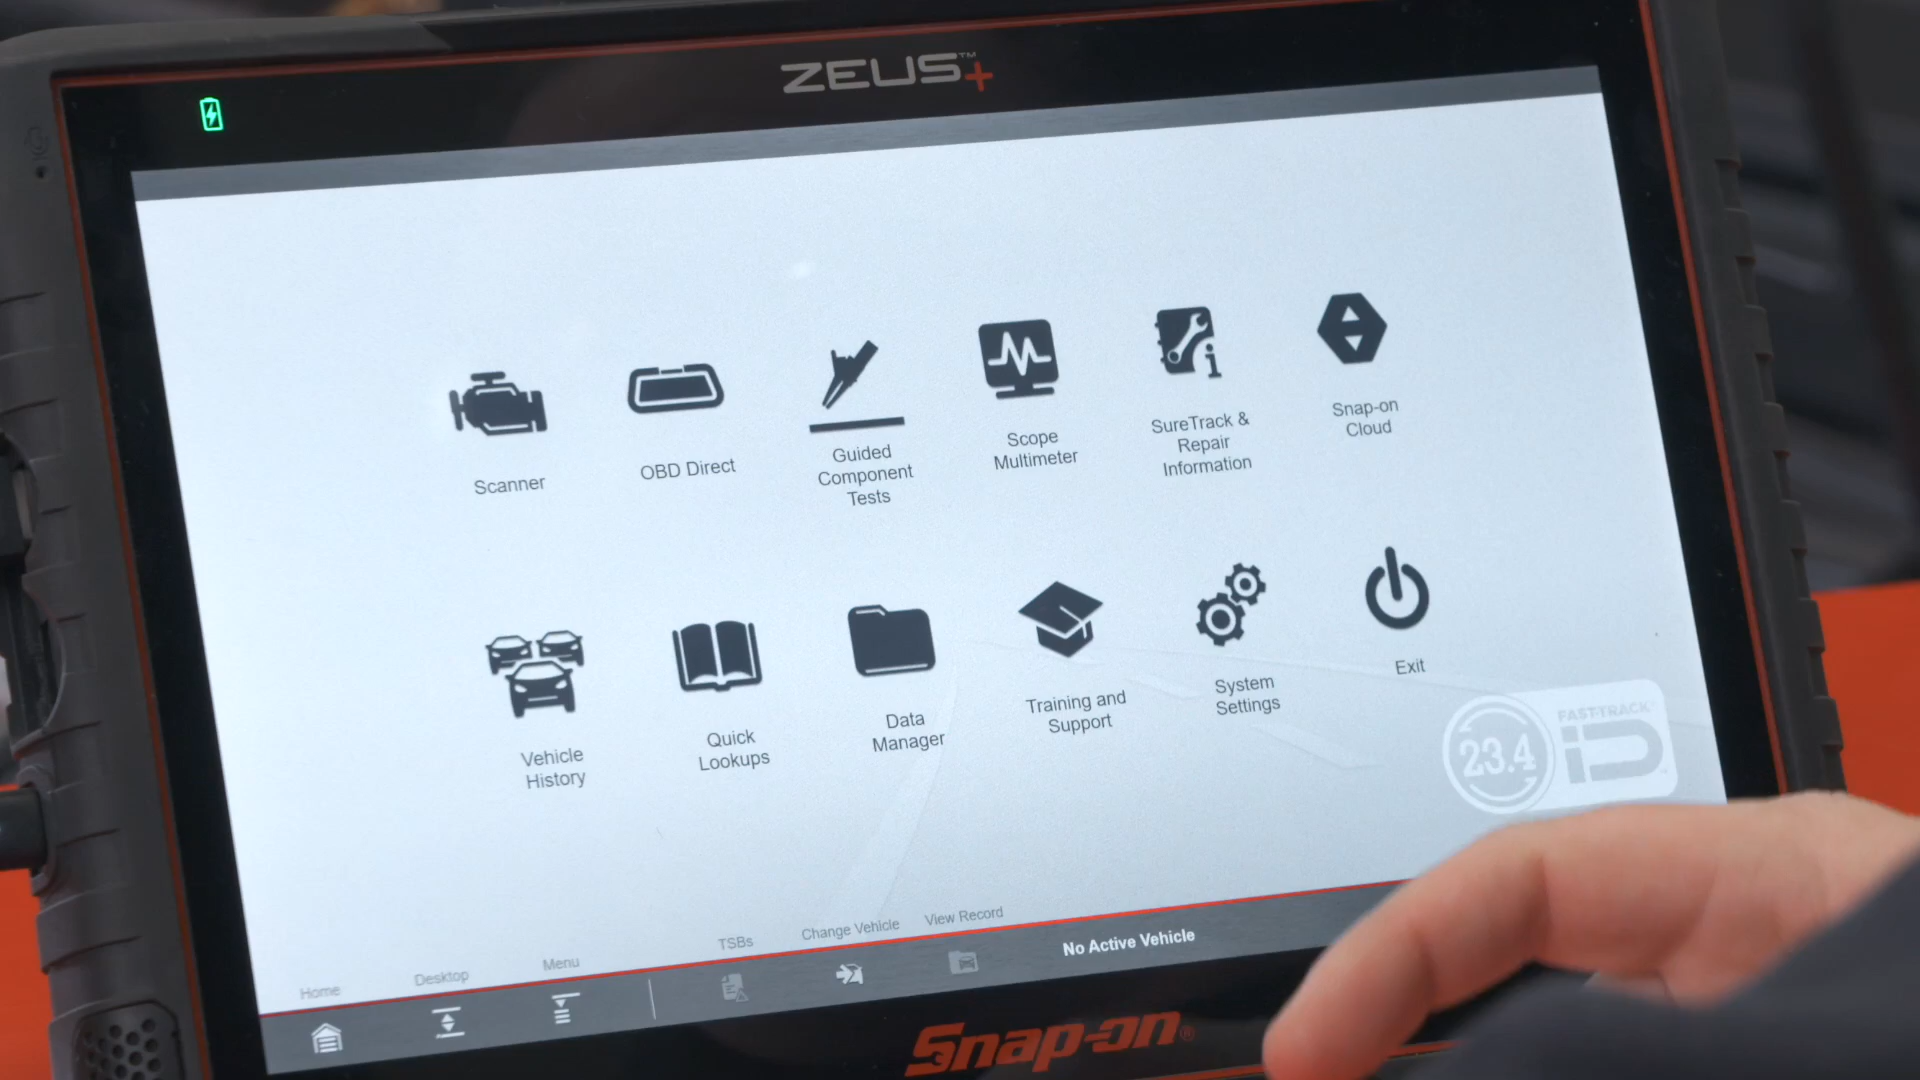 ZEUS™+
Scanner
OBD Direct
Guided
Component
Tests
Scope
Multimeter
SureTrack &
Repair
Information
Snap-on
Cloud
Vehicle
History
Quick
Lookups
Data
Manager
Training and
Support
System
Settings
Exit
23.4
FAST-TRACK
iD
Home
Desktop
Menu
TSBs
Change Vehicle
View Record
No Active Vehicle
Snap-on®